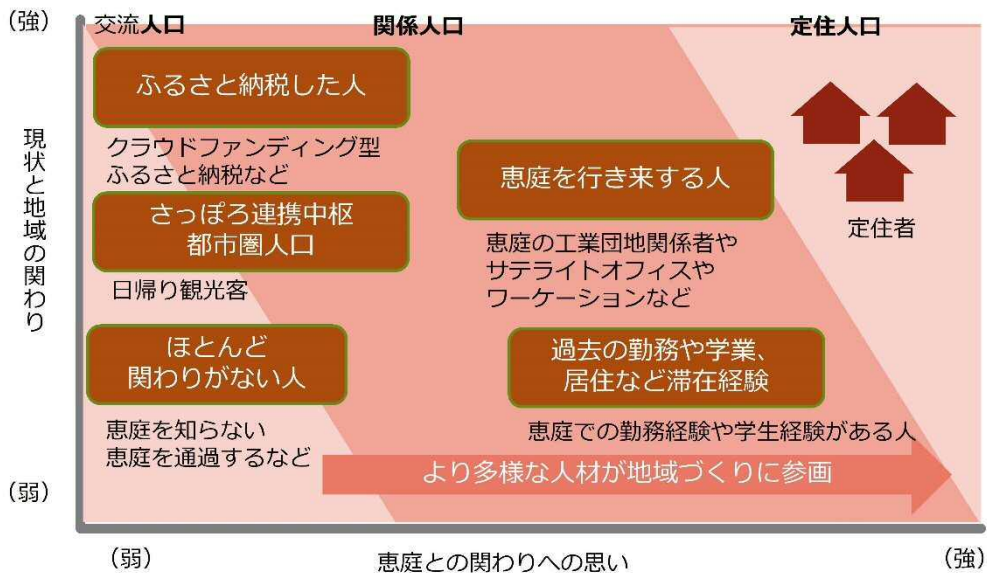 （強）
交流人口
関係人口
定住人口
ふるさと納税した人
クラウドファンディング型
ふるさと納税など
さっぽろ連携中枢
都市圏人口
日帰り観光客
ほとんど
関わりがない人
恵庭を知らない
恵庭を通過するなど
恵庭を行き来する人
恵庭の工業団地関係者や
サテライトオフィスや
ワーケーションなど
過去の勤務や学業、
居住など滞在経験
恵庭での勤務経験や学生経験がある人
定住者
より多様な人材が地域づくりに参画
現状と地域の関わり
（弱）
（弱）
恵庭との関わりへの思い
（強）